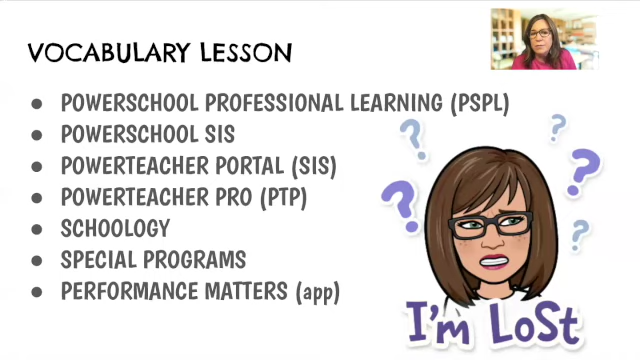 VOCABULARY LESSON
● POWERSCHOOL PROFESSIONAL LEARNING (PSPL)
● POWERSCHOOL SIS
● POWERTEACHER PORTAL (SIS)
● POWERTEACHER PRO (PTP)
● SCHOOLOGY
● SPECIAL PROGRAMS
● PERFORMANCE MATTERS (app)
? ? ? ? ?
I'm LoSt